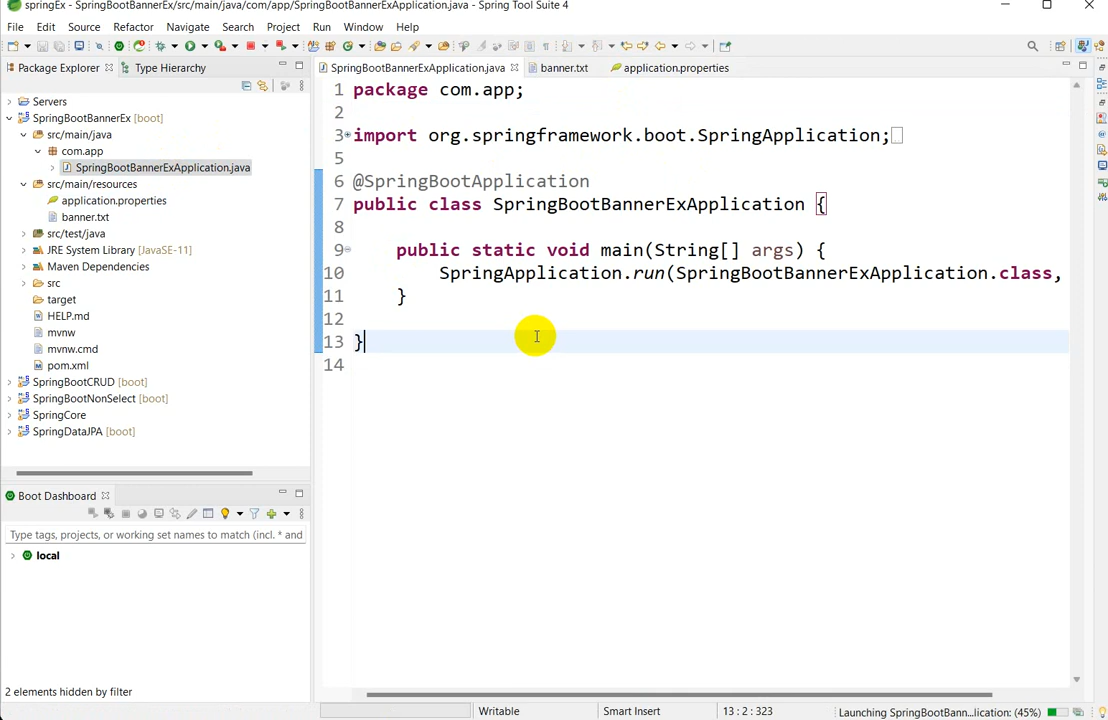 springEx - SpringBootBannerEx/src/main/java/com/app/SpringBootBannerExApplication.java - Spring Tool Suite 4
File Edit Source Refactor Navigate Search Project Run Window Help
Package Explorer
Type Hierarchy
Servers
SpringBootBannerEx [boot]
src/main/java
com.app
SpringBootBannerExApplication.java
src/main/resources
application.properties
banner.txt
src/test/java
JRE System Library [JavaSE-11]
Maven Dependencies
src
target
HELP.md
mvnw
mvnw.cmd
pom.xml
SpringBootCRUD [boot]
SpringBootNonSelect [boot]
SpringCore
SpringDataJPA [boot]
Boot Dashboard
Type tags, projects, or working set names to match (incl. * and
local
2 elements hidden by filter
SpringBootBannerExApplication.java
banner.txt
application.properties
1 package com.app;
2
3 import org.springframework.boot.SpringApplication;
5
6 @SpringBootApplication
7 public class SpringBootBannerExApplication {
8
9 public static void main(String[] args) {
10 SpringApplication.run(SpringBootBannerExApplication.class,
11 }
12
13 }
14
Writable
Smart Insert
13 : 2 : 323
Launching SpringBootBann...lication: (45%)